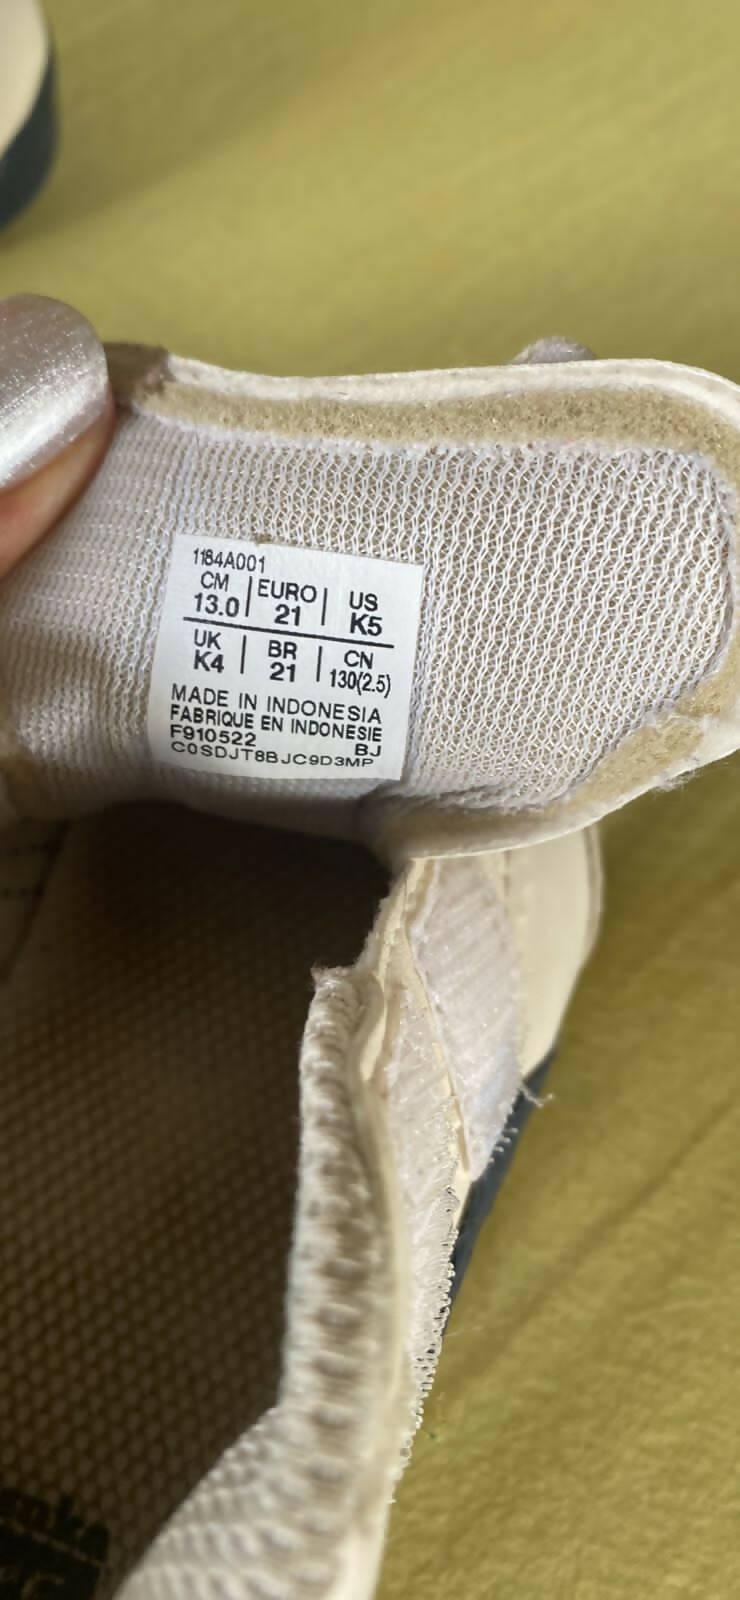 1184A001
CM 13.0 | EURO 21 | US K5
UK K4 | BR 21 | CN 130(2.5)
MADE IN INDONESIA
FABRIQUE EN INDONESIE
F910522 BJ
C0SDJT8BJC9D3MP